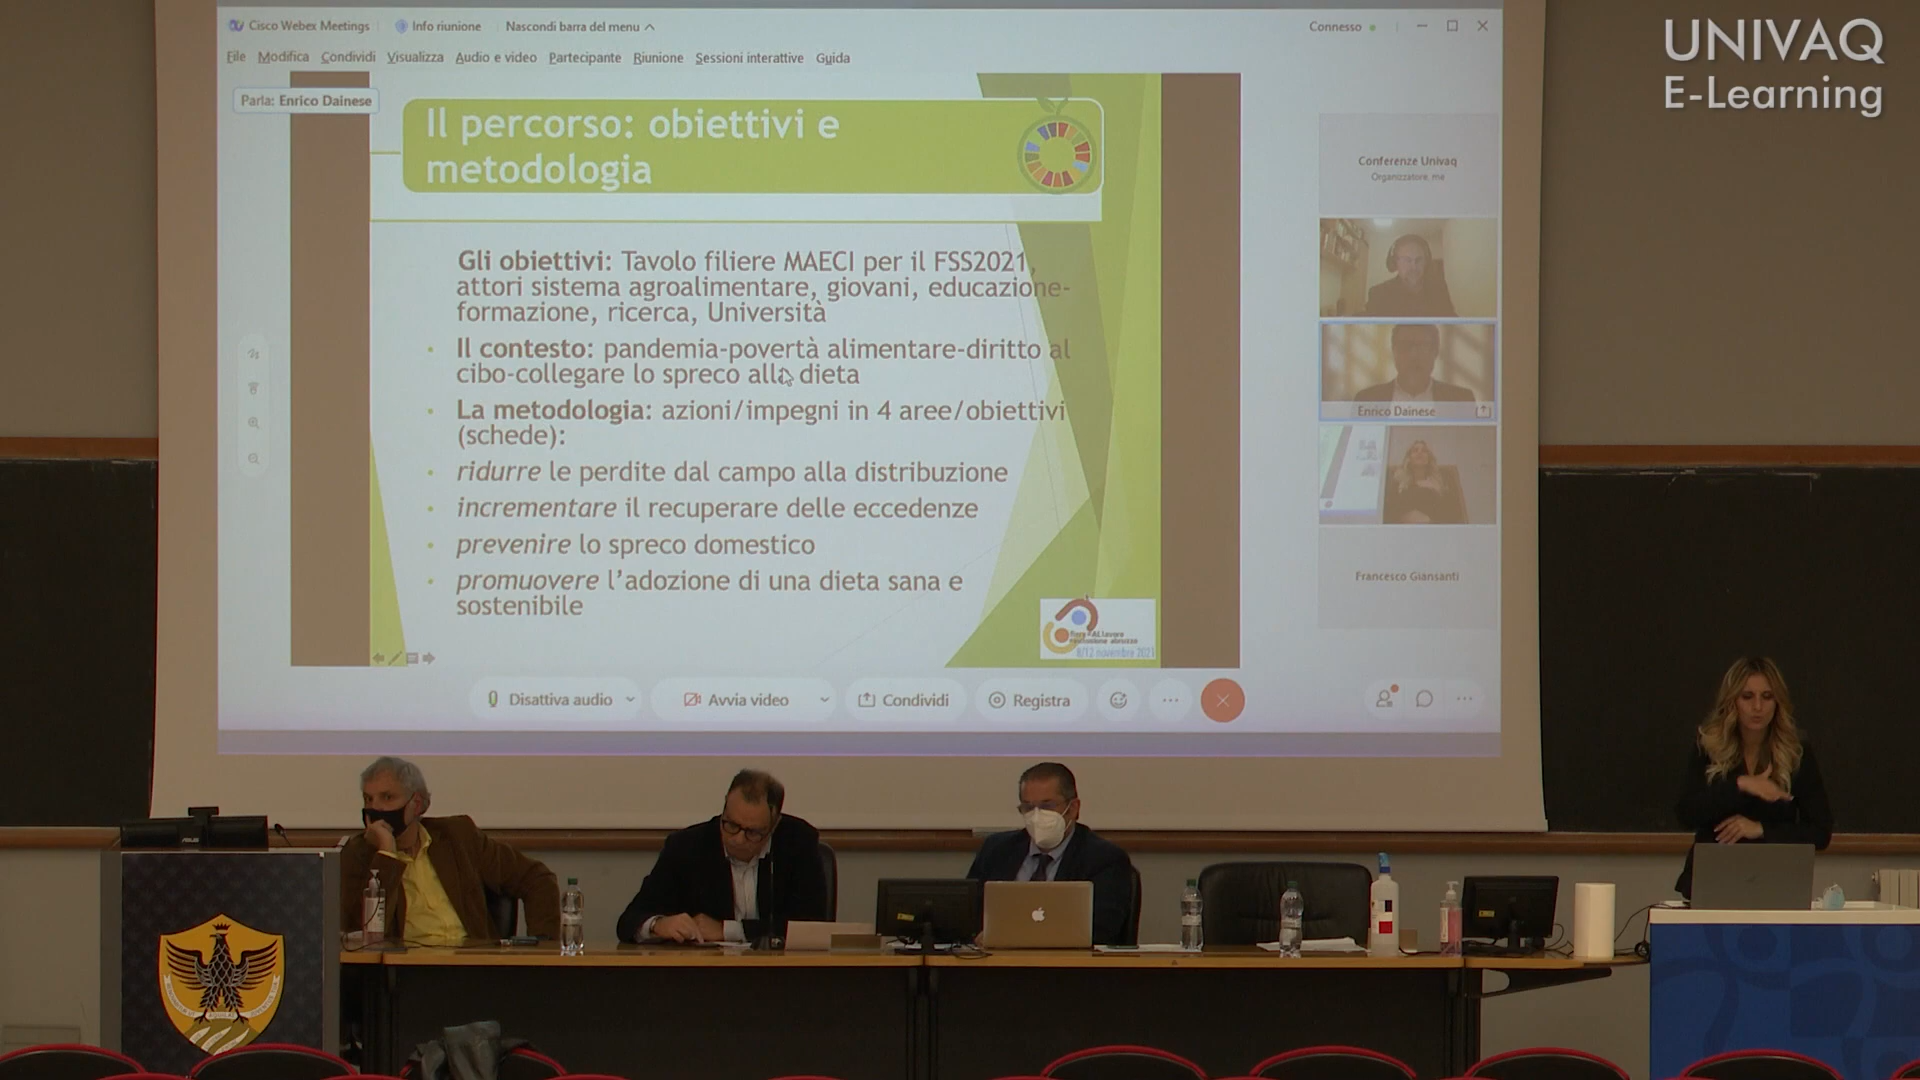 UNIVAQ
E-Learning
Cisco Webex Meetings
Info riunione
Nascondi barra del menu
Connesso
File Modifica Condividi Visualizza Audio e video Partecipante Riunione Sessioni interattive Guida
Parla: Enrico Dainese
Il percorso: obiettivi e
metodologia
Gli obiettivi: Tavolo filiere MAECI per il FSS2021,
attori sistema agroalimentare, giovani, educazione-
formazione, ricerca, Università
• Il contesto: pandemia-povertà alimentare-diritto al
cibo-collegare lo spreco alla dieta
• La metodologia: azioni/impegni in 4 aree/obiettivi
(schede):
• ridurre le perdite dal campo alla distribuzione
• incrementare il recuperare delle eccedenze
• prevenire lo spreco domestico
• promuovere l'adozione di una dieta sana e
sostenibile
8/12 novembre 2021
Conferenze Univaq
Organizzatore, me
Enrico Dainese
Francesco Giansanti
Disattiva audio
Avvia video
Condividi
Registra